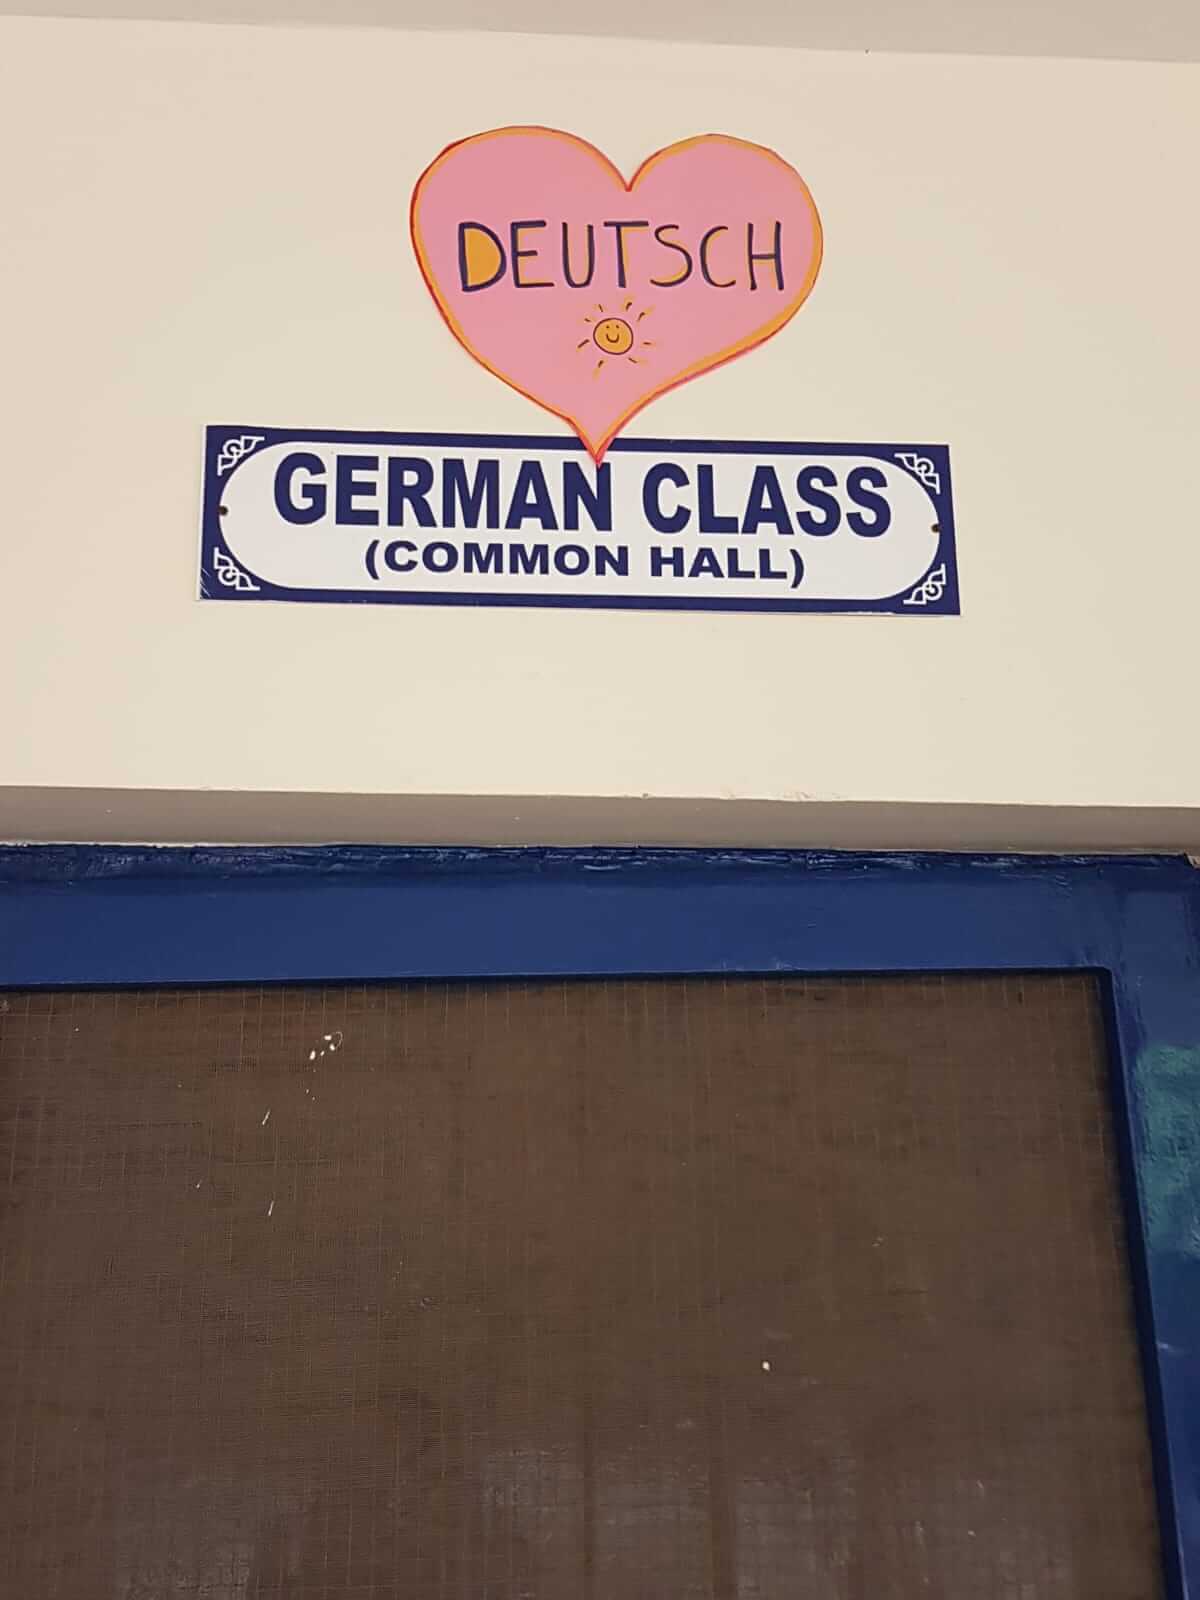 DEUTSCH
GERMAN CLASS
(COMMON HALL)